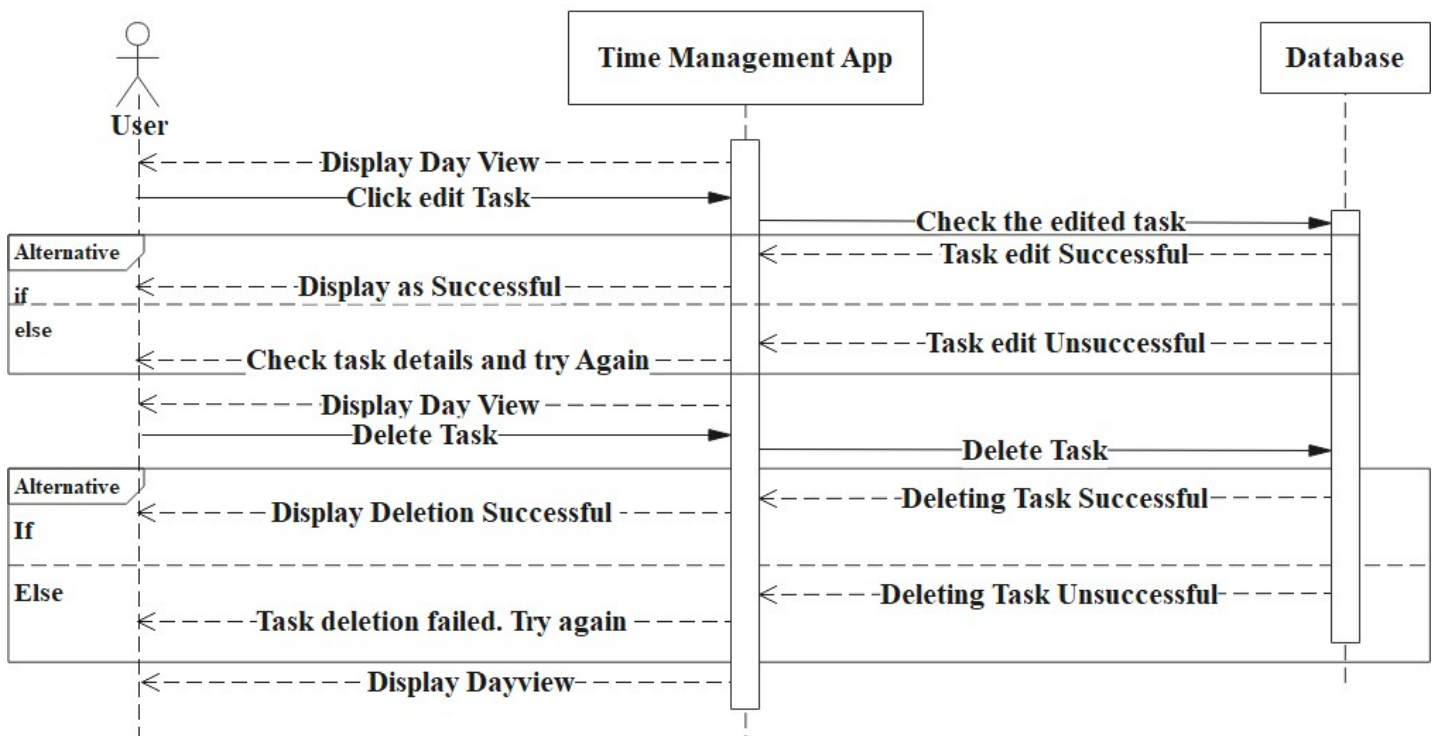 Time Management App
Database
User
Display Day View
Click edit Task
Check the edited task
Alternative
Task edit Successful
Display as Successful
if
else
Task edit Unsuccessful
Check task details and try Again
Display Day View
Delete Task
Delete Task
Alternative
Deleting Task Successful
Display Deletion Successful
If
Else
Deleting Task Unsuccessful
Task deletion failed. Try again
Display Dayview